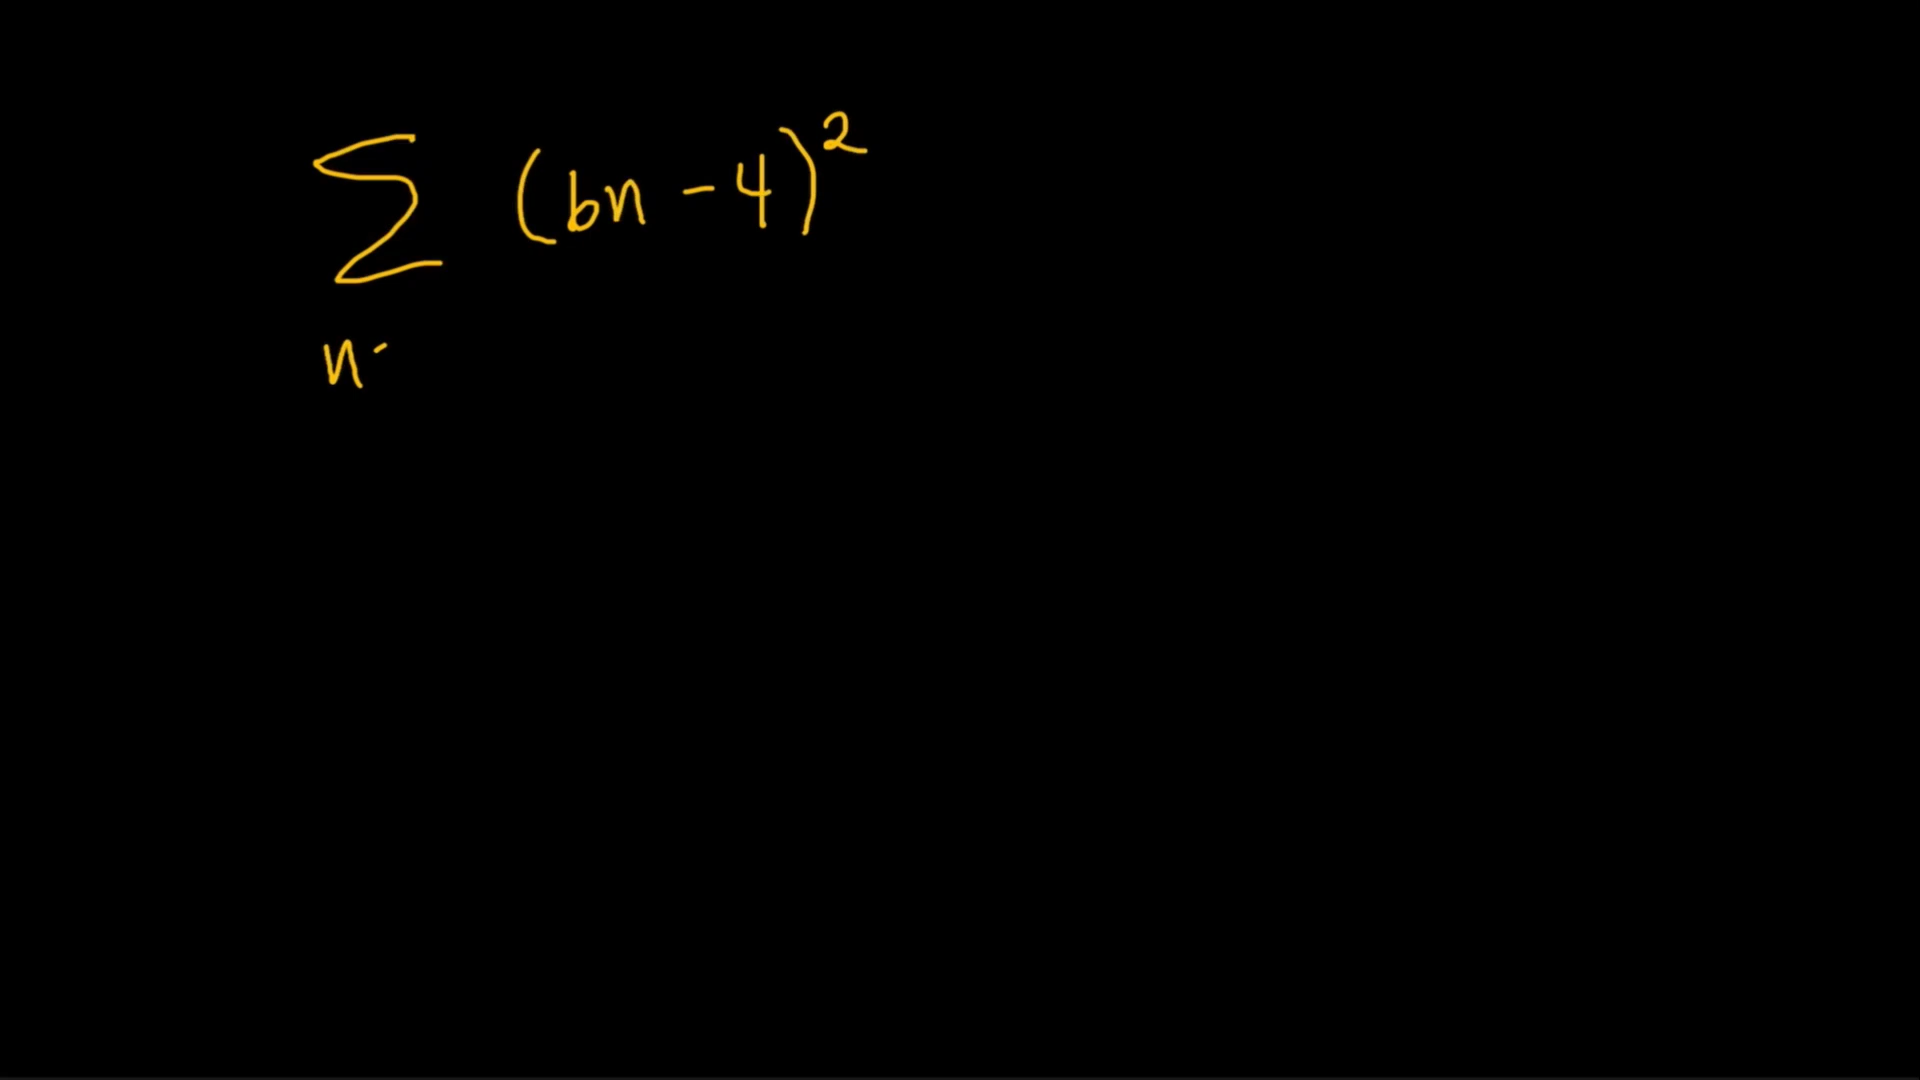 ∑ (bn - 4)²
n -